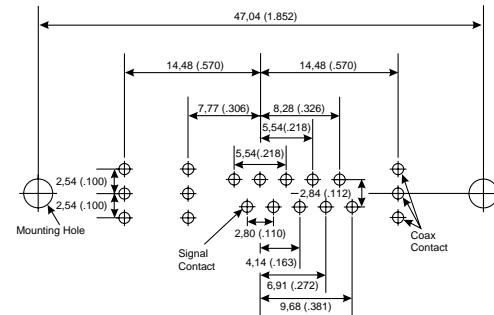 47,04 (1.852)
14,48 (.570)
14,48 (.570)
7,77 (.306)
8,28 (.326)
5,54(.218)
5,54(.218)
2,54 (.100)
2,84 (.112)
2,54 (.100)
Mounting Hole
2,80 (.110)
Signal
Contact
Coax
Contact
4,14 (.163)
6,91 (.272)
9,68 (.381)